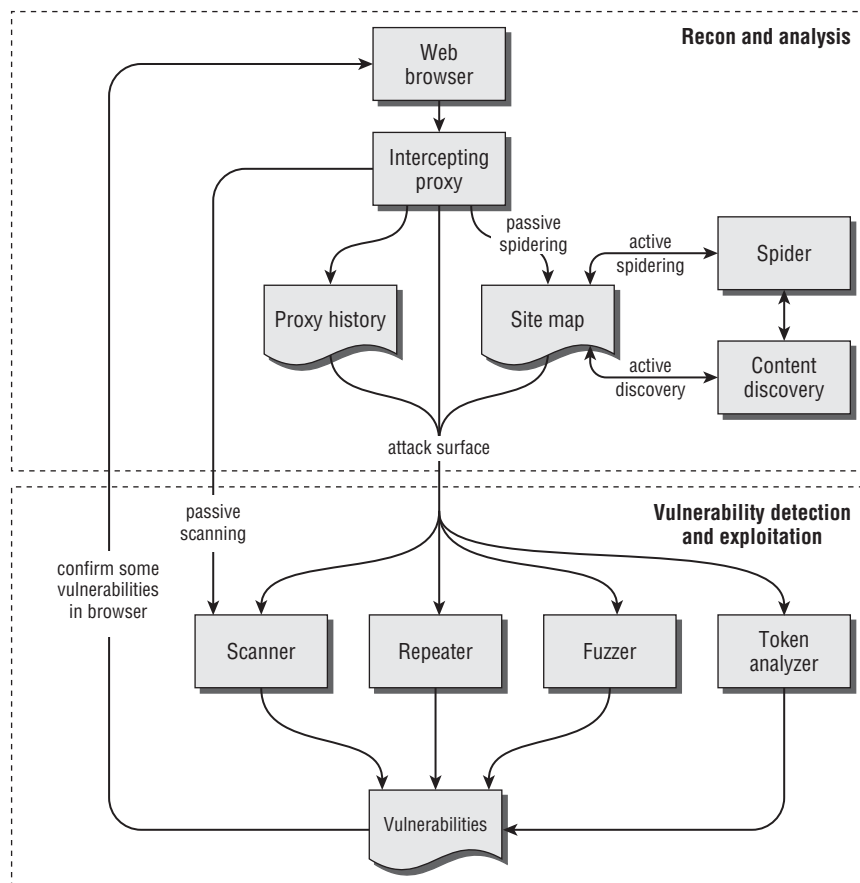 Recon and analysis
Web
browser
Intercepting
proxy
passive
spidering
active
spidering
Spider
Proxy history
Site map
active
discovery
Content
discovery
attack surface
Vulnerability detection
and exploitation
passive
scanning
confirm some
vulnerabilities
in browser
Scanner
Repeater
Fuzzer
Token
analyzer
Vulnerabilities